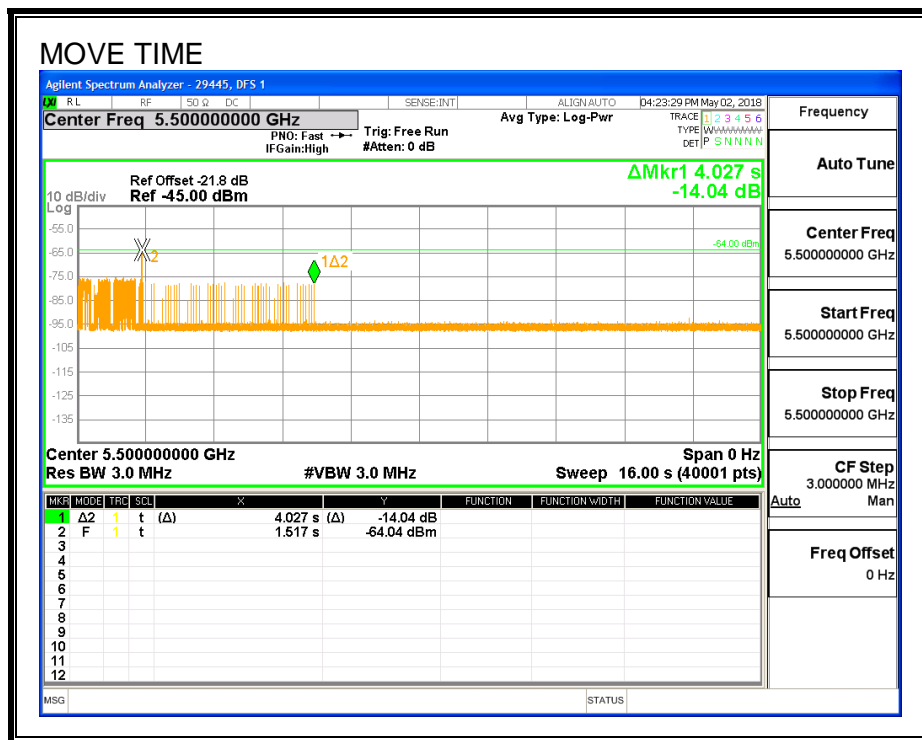 MOVE TIME
Agilent Spectrum Analyzer - 29445, DFS 1
LXI RL RF 50 Ω DC SENSE:INT ALIGN AUTO 04:23:29 PM May 02, 2018
Center Freq 5.500000000 GHz Avg Type: Log-Pwr TRACE 1 2 3 4 5 6
PNO: Fast Trig: Free Run TYPE WWWWWW
IFGain:High #Atten: 0 dB DET P S N N N N
Frequency
Auto Tune
Center Freq
5.500000000 GHz
Start Freq
5.500000000 GHz
Stop Freq
5.500000000 GHz
CF Step
3.000000 MHz
Auto Man
Freq Offset
0 Hz
ΔMkr1 4.027 s
-14.04 dB
Ref Offset -21.8 dB
10 dB/div Ref -45.00 dBm
Log
-55.0
-64.00 dBm
-65.0
2
1Δ2
-75.0
-85.0
-95.0
-105
-115
-125
-135
Center 5.500000000 GHz Span 0 Hz
Res BW 3.0 MHz #VBW 3.0 MHz Sweep 16.00 s (40001 pts)
MKR MODE TRC SCL X Y FUNCTION FUNCTION WIDTH FUNCTION VALUE
1 Δ2 1 t (Δ) 4.027 s (Δ) -14.04 dB
2 F 1 t 1.517 s -64.04 dBm
3
4
5
6
7
8
9
10
11
12
MSG STATUS